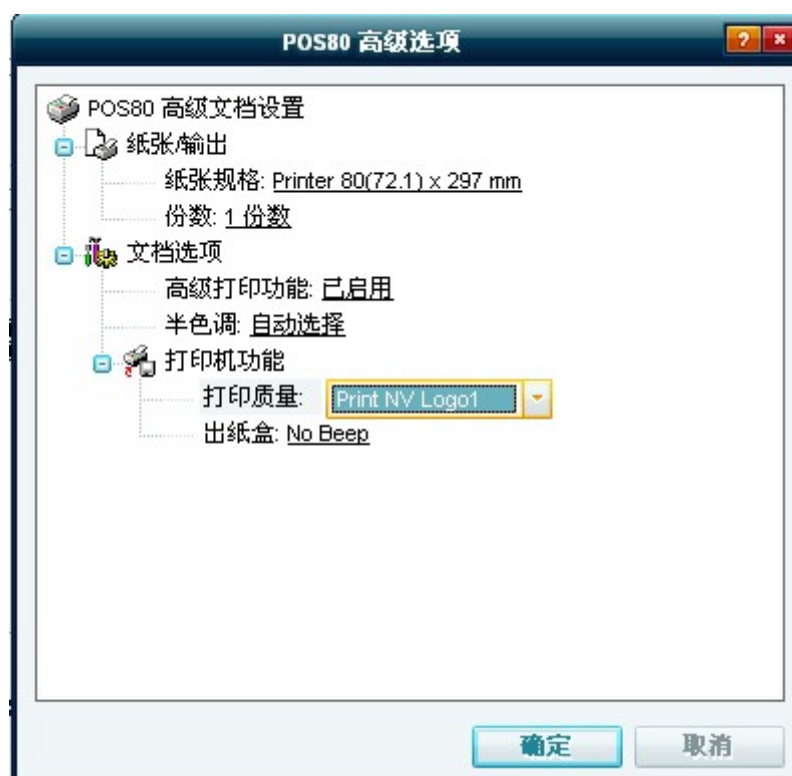 POS80 高级选项
POS80 高级文档设置
纸张/输出
纸张规格: Printer 80(72.1) x 297 mm
份数: 1 份数
文档选项
高级打印功能: 已启用
半色调: 自动选择
打印机功能
打印质量: Print NV Logo1
出纸盒: No Beep
确定 取消